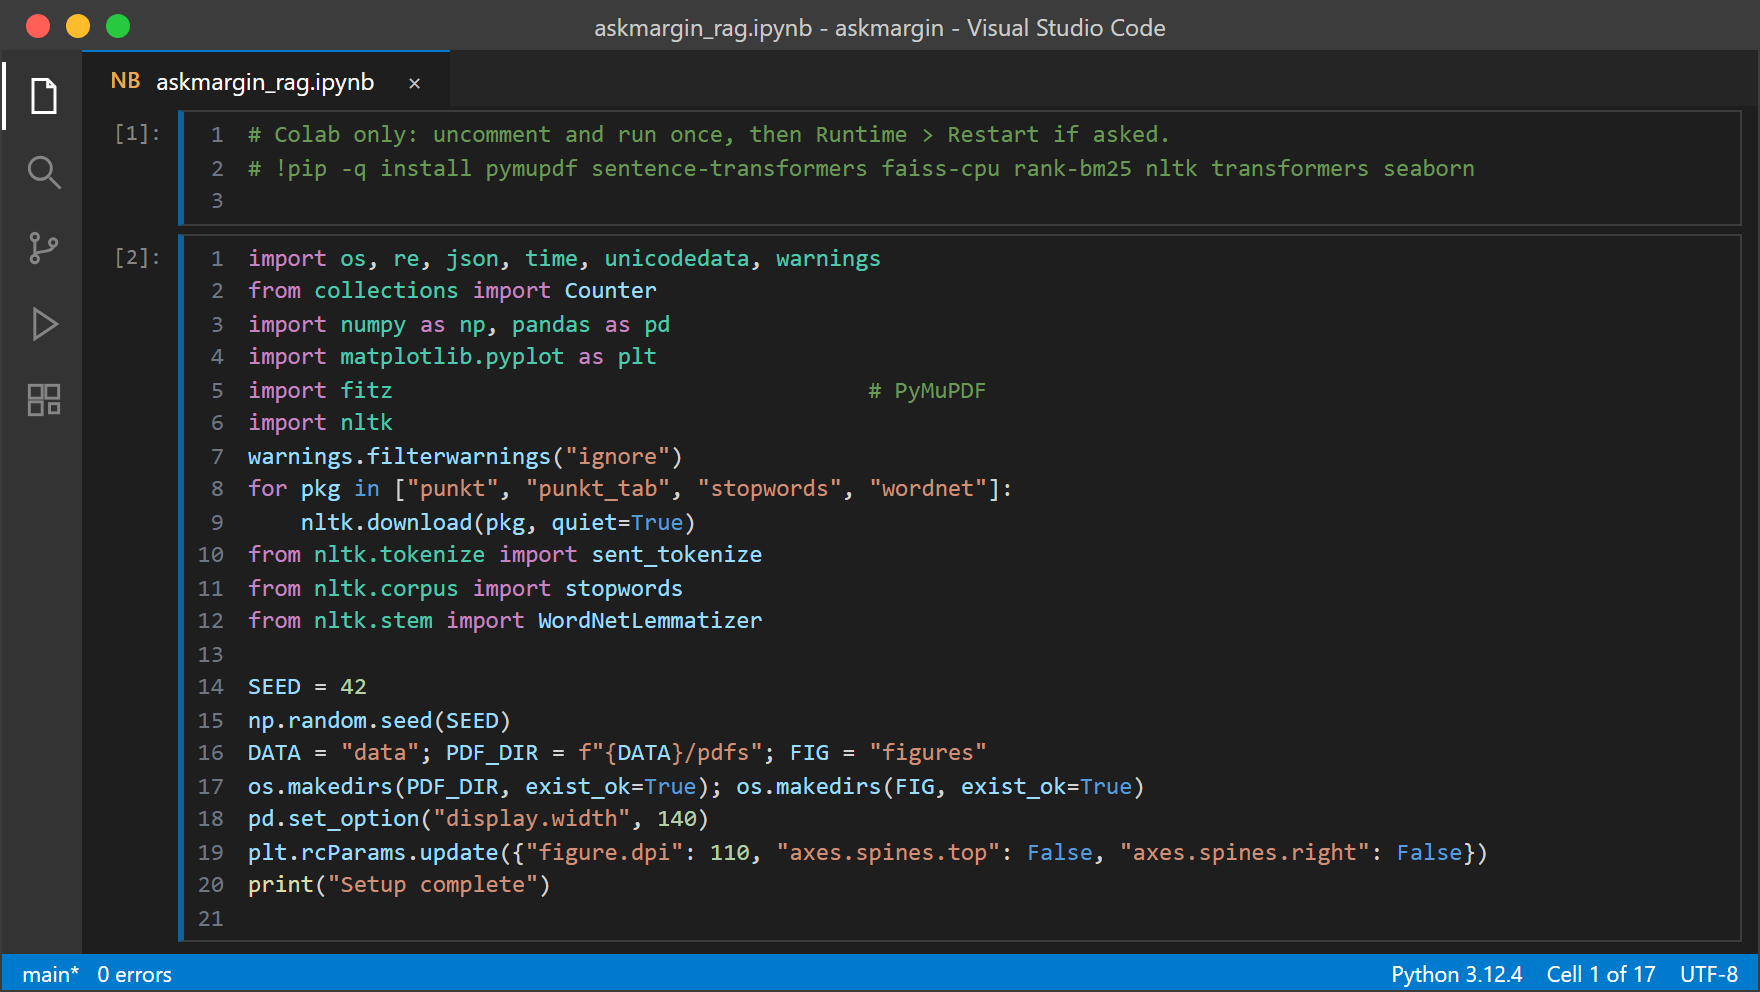 askmargin_rag.ipynb - askmargin - Visual Studio Code
NB askmargin_rag.ipynb ×
[1]:
1 # Colab only: uncomment and run once, then Runtime > Restart if asked.
2 # !pip -q install pymupdf sentence-transformers faiss-cpu rank-bm25 nltk transformers seaborn
3
[2]:
1 import os, re, json, time, unicodedata, warnings
2 from collections import Counter
3 import numpy as np, pandas as pd
4 import matplotlib.pyplot as plt
5 import fitz                                    # PyMuPDF
6 import nltk
7 warnings.filterwarnings("ignore")
8 for pkg in ["punkt", "punkt_tab", "stopwords", "wordnet"]:
9     nltk.download(pkg, quiet=True)
10 from nltk.tokenize import sent_tokenize
11 from nltk.corpus import stopwords
12 from nltk.stem import WordNetLemmatizer
13
14 SEED = 42
15 np.random.seed(SEED)
16 DATA = "data"; PDF_DIR = f"{DATA}/pdfs"; FIG = "figures"
17 os.makedirs(PDF_DIR, exist_ok=True); os.makedirs(FIG, exist_ok=True)
18 pd.set_option("display.width", 140)
19 plt.rcParams.update({"figure.dpi": 110, "axes.spines.top": False, "axes.spines.right": False})
20 print("Setup complete")
21
main* 0 errors Python 3.12.4 Cell 1 of 17 UTF-8